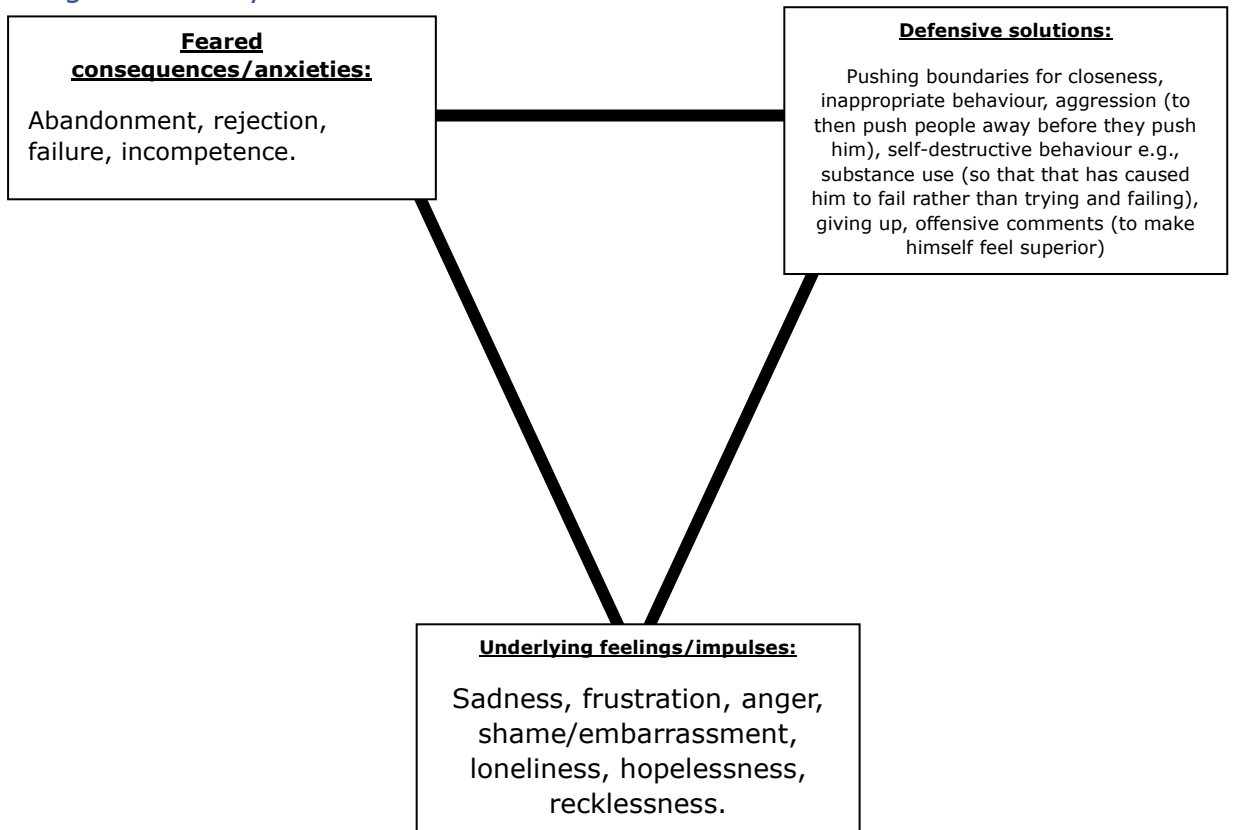 Feared
consequences/anxieties:
Abandonment, rejection,
failure, incompetence.
Defensive solutions:
Pushing boundaries for closeness,
inappropriate behaviour, aggression (to
then push people away before they push
him), self-destructive behaviour e.g.,
substance use (so that that has caused
him to fail rather than trying and failing),
giving up, offensive comments (to make
himself feel superior)
Underlying feelings/impulses:
Sadness, frustration, anger,
shame/embarrassment,
loneliness, hopelessness,
recklessness.